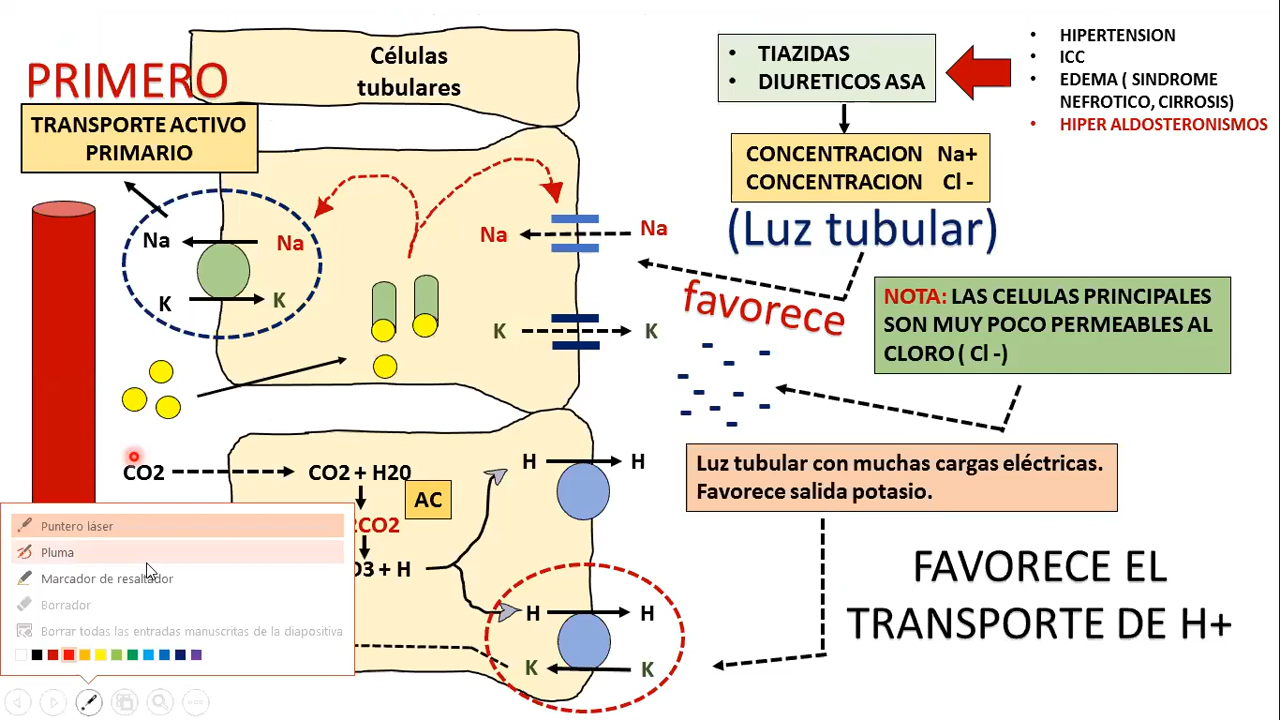 Células
tubulares
PRIMERO
TRANSPORTE ACTIVO
PRIMARIO
• TIAZIDAS
• DIURETICOS ASA
• HIPERTENSION
• ICC
• EDEMA ( SINDROME
NEFROTICO, CIRROSIS)
• HIPER ALDOSTERONISMOS
CONCENTRACION Na+
CONCENTRACION Cl -
(Luz tubular)
Na
Na
K
K
Na
Na
K
K
favorece
NOTA: LAS CELULAS PRINCIPALES
SON MUY POCO PERMEABLES AL
CLORO ( Cl -)
Luz tubular con muchas cargas eléctricas.
Favorece salida potasio.
FAVORECE EL
TRANSPORTE DE H+
CO2
CO2 + H20
AC
2CO2
O3 + H
H
H
H
H
K
K
Puntero láser
Pluma
Marcador de resaltador
Borrador
Borrar todas las entradas manuscritas de la diapositiva